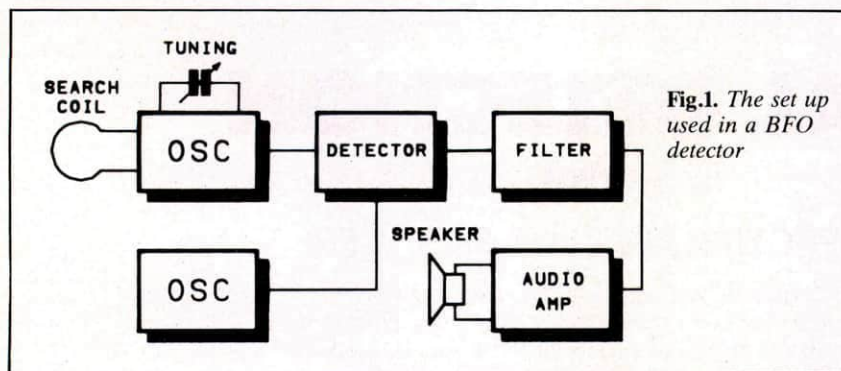 TUNING
SEARCH
COIL
OSC
DETECTOR
FILTER
Fig.1. The set up
used in a BFO
detector
OSC
SPEAKER
AUDIO
AMP